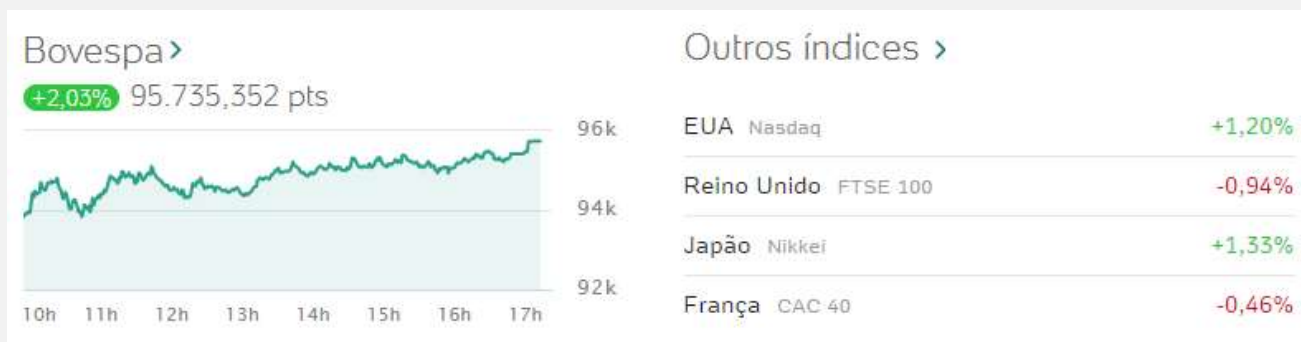 Bovespa >
+2,03% 95.735,352 pts
96k
94k
92k
10h 11h 12h 13h 14h 15h 16h 17h
Outros índices >
EUA Nasdaq +1,20%
Reino Unido FTSE 100 -0,94%
Japão Nikkei +1,33%
França CAC 40 -0,46%